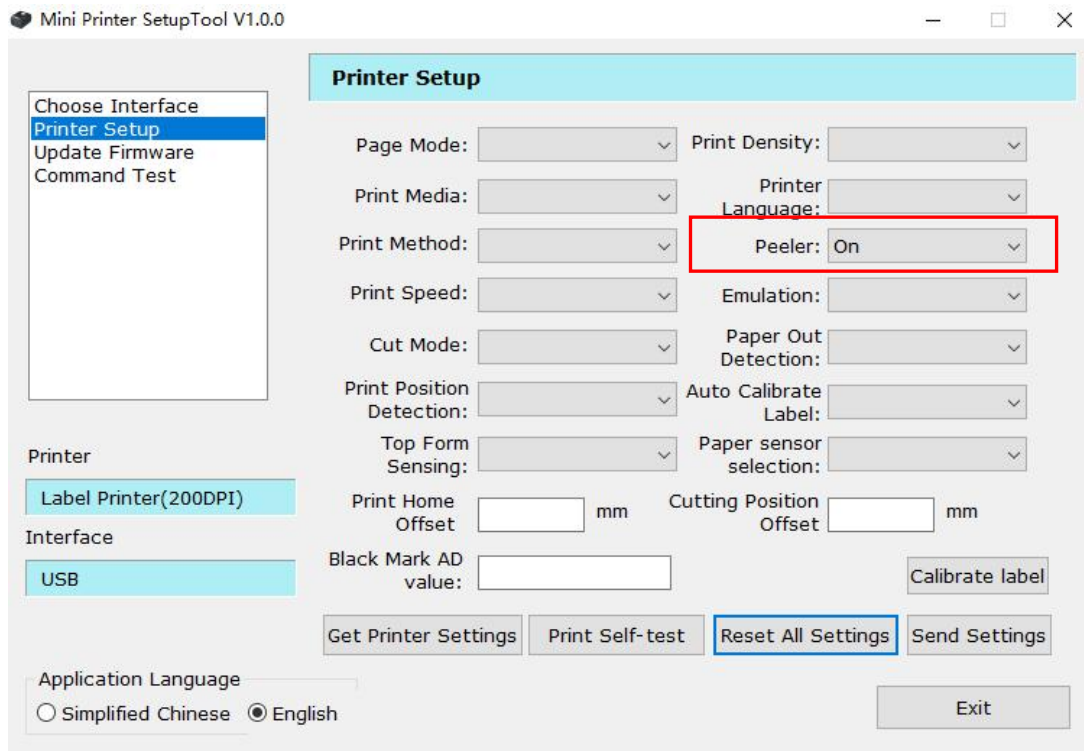 Mini Printer SetupTool V1.0.0
Printer Setup
Choose Interface
Printer Setup
Update Firmware
Command Test
Page Mode:
Print Density:
Print Media:
Printer
Language:
Print Method:
Peeler: On
Print Speed:
Emulation:
Cut Mode:
Paper Out
Detection:
Print Position
Detection:
Auto Calibrate
Label:
Top Form
Sensing:
Paper sensor
selection:
Print Home
Offset
mm
Cutting Position
Offset
mm
Black Mark AD
value:
Calibrate label
Printer
Label Printer(200DPI)
Interface
USB
Get Printer Settings
Print Self-test
Reset All Settings
Send Settings
Application Language
Simplified Chinese
English
Exit